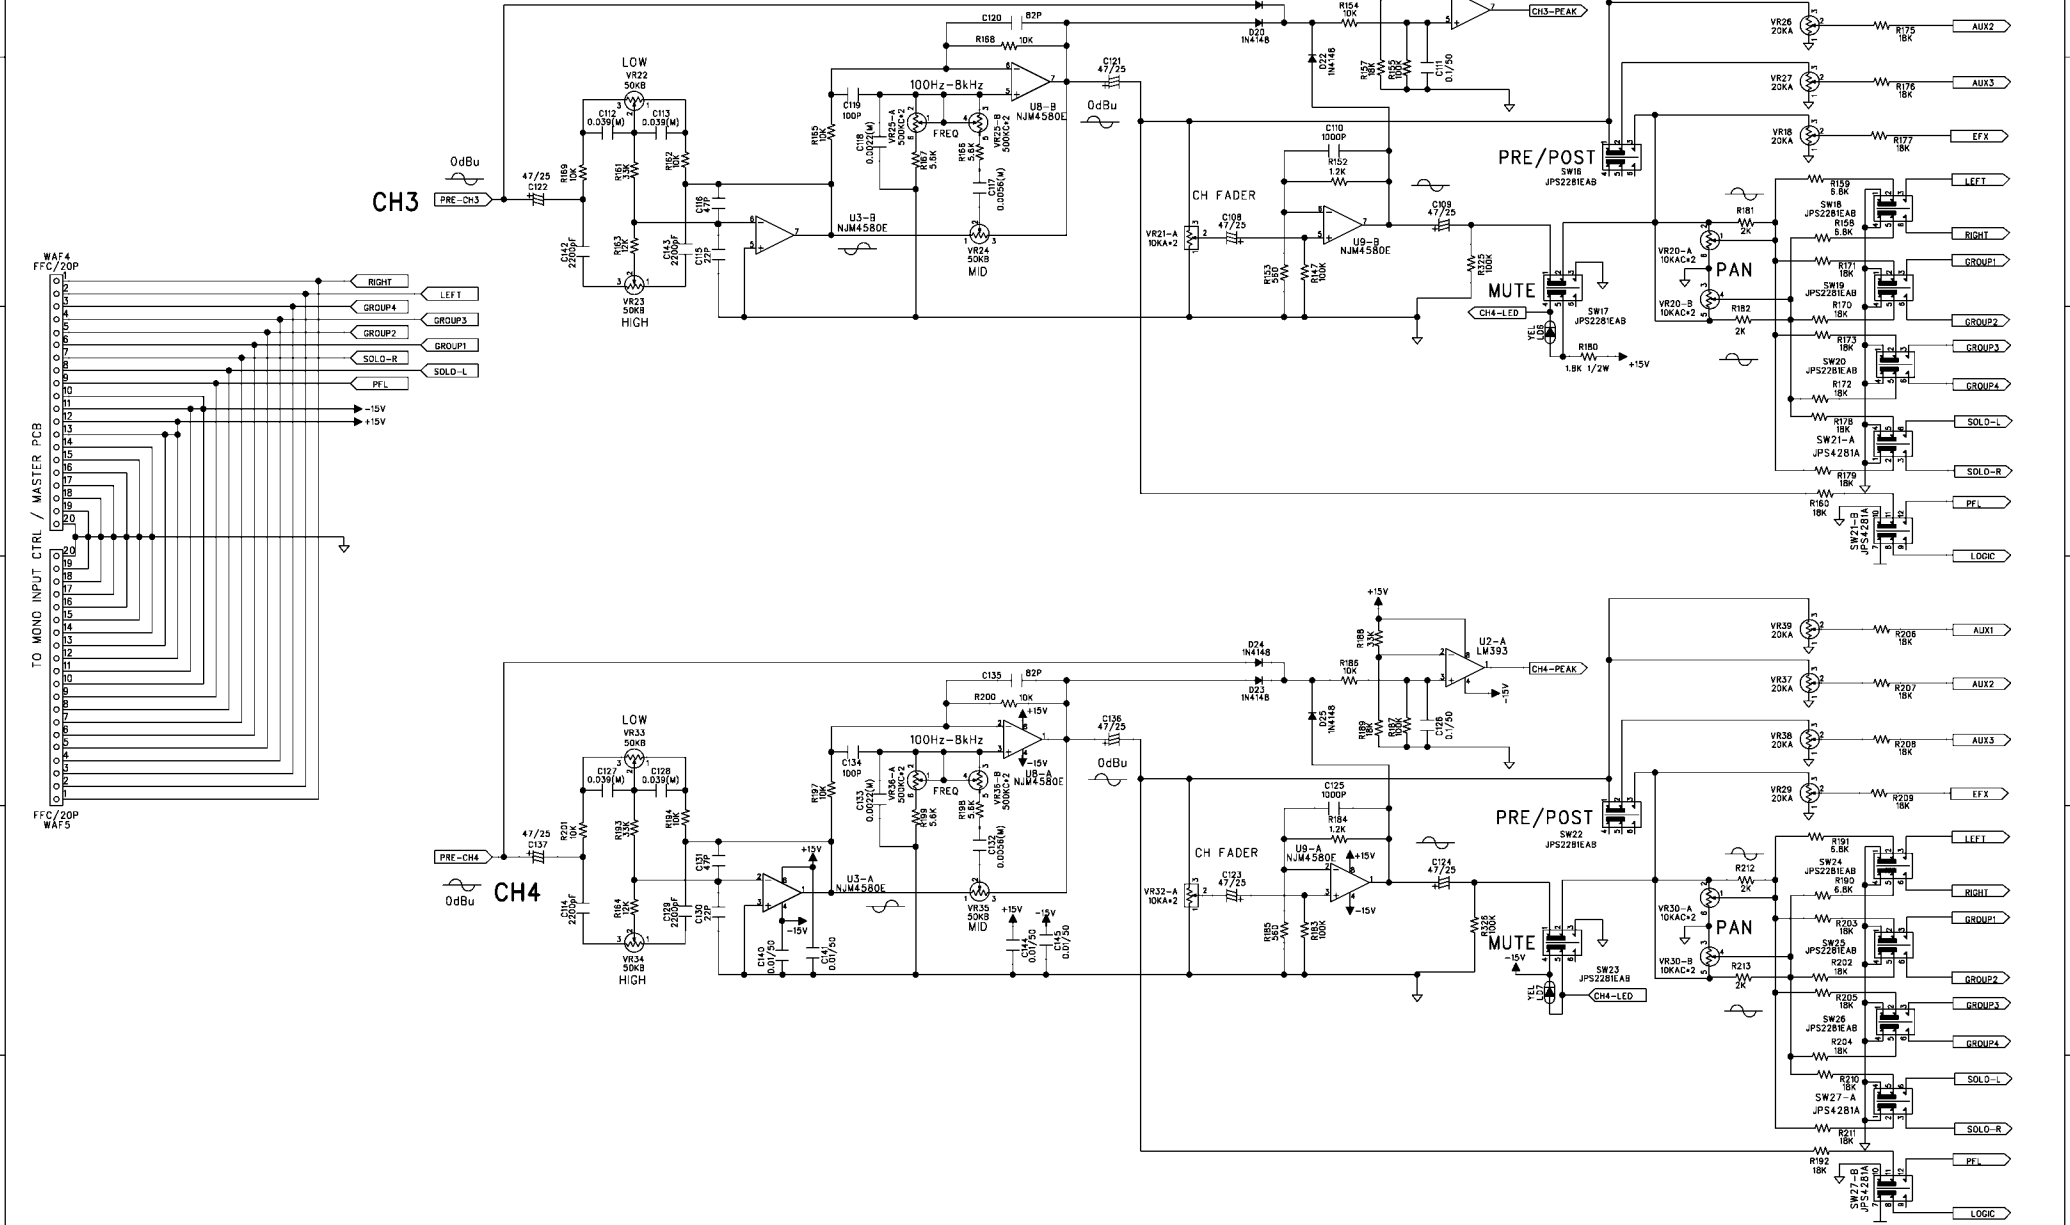 C120
82P
R168
10K
D20
1N4148
R154
10K
CH3-PEAK
VR26
20KA
R175
18K
AUX2
LOW
VR22
50KB
C121
47/25
D22
1N4148
R157
18K
R155
100K
C111
0.1/50
VR27
20KA
R176
18K
AUX3
C112
0.039(M)
C113
0.039(M)
C119
100P
100Hz-8kHz
U8-B
NJM4580E
0dBu
VR18
20KA
R177
18K
EFX
R165
10K
C118
0.0022(M)
VR25-A
500KC*2
FREQ
VR25-B
500KC*2
R167
5.6K
R166
5.6K
C110
1000P
R152
1.2K
PRE/POST
SW16
JPS2281EAB
0dBu
47/25
C122
R169
10K
R161
33K
R162
10K
C117
0.0056(M)
CH3
PRE-CH3
CH FADER
C108
47/25
C109
47/25
R159
6.8K
LEFT
SW18
JPS2281EAB
R158
6.8K
RIGHT
C116
47P
U3-B
NJM4580E
VR21-A
10KA*2
U9-B
NJM4580E
R181
2K
VR20-A
10KAC*2
C142
2200pF
R163
12K
C143
2200pF
C115
22P
VR24
50KB
MID
R153
560
R147
100K
R325
100K
PAN
R171
18K
GROUP1
SW19
JPS2281EAB
VR23
50KB
HIGH
MUTE
SW17
JPS2281EAB
VR20-B
10KAC*2
R182
2K
R170
18K
GROUP2
CH4-LED
YEL
LD6
R180
1.8K 1/2W
+15V
R173
18K
GROUP3
SW20
JPS2281EAB
R172
18K
GROUP4
R178
18K
SOLO-L
SW21-A
JPS4281A
R179
18K
SOLO-R
R160
18K
PFL
SW21-B
JPS4281A
LOGIC
WAF4
FFC/20P
RIGHT
LEFT
GROUP4
GROUP3
GROUP2
GROUP1
SOLO-R
SOLO-L
PFL
-15V
+15V
TO MONO INPUT CTRL / MASTER PCB
FFC/20P
WAF5
+15V
R188
33K
U2-A
LM393
VR39
20KA
R206
18K
AUX1
D24
1N4148
D23
1N4148
R186
10K
CH4-PEAK
-15V
VR37
20KA
R207
18K
AUX2
C135
82P
R200
10K
+15V
C136
47/25
D25
1N4148
R189
18K
R187
100K
C126
0.1/50
LOW
VR33
50KB
100Hz-8kHz
-15V
U8-A
NJM4580E
0dBu
VR38
20KA
R208
18K
AUX3
C127
0.039(M)
C128
0.039(M)
C134
100P
R197
10K
C133
0.0022(M)
VR36-A
500KC*2
FREQ
VR36-B
500KC*2
R199
5.6K
R198
5.6K
C125
1000P
R184
1.2K
PRE/POST
SW22
JPS2281EAB
VR29
20KA
R209
18K
EFX
47/25
C137
R201
10K
R193
33K
R194
10K
C132
0.0056(M)
PRE-CH4
0dBu
CH4
C131
47P
+15V
U3-A
NJM4580E
-15V
CH FADER
VR32-A
10KA*2
C123
47/25
U9-A
NJM4580E
+15V
-15V
C124
47/25
R191
6.8K
LEFT
SW24
JPS2281EAB
R190
6.8K
RIGHT
R212
2K
VR30-A
10KAC*2
PAN
C114
2200pF
R164
12K
C129
2200pF
C130
22P
C140
0.01/50
C141
0.01/50
VR35
50KB
MID
+15V
-15V
C144
0.01/50
C145
0.01/50
R185
560
R183
100K
R326
100K
MUTE
-15V
SW23
JPS2281EAB
YEL
LD7
CH4-LED
R203
18K
GROUP1
SW25
JPS2281EAB
VR34
50KB
HIGH
VR30-B
10KAC*2
R213
2K
R202
18K
GROUP2
R205
18K
GROUP3
SW26
JPS2281EAB
R204
18K
GROUP4
R210
18K
SOLO-L
SW27-A
JPS4281A
R211
18K
SOLO-R
R192
18K
PFL
SW27-B
JPS4281A
LOGIC